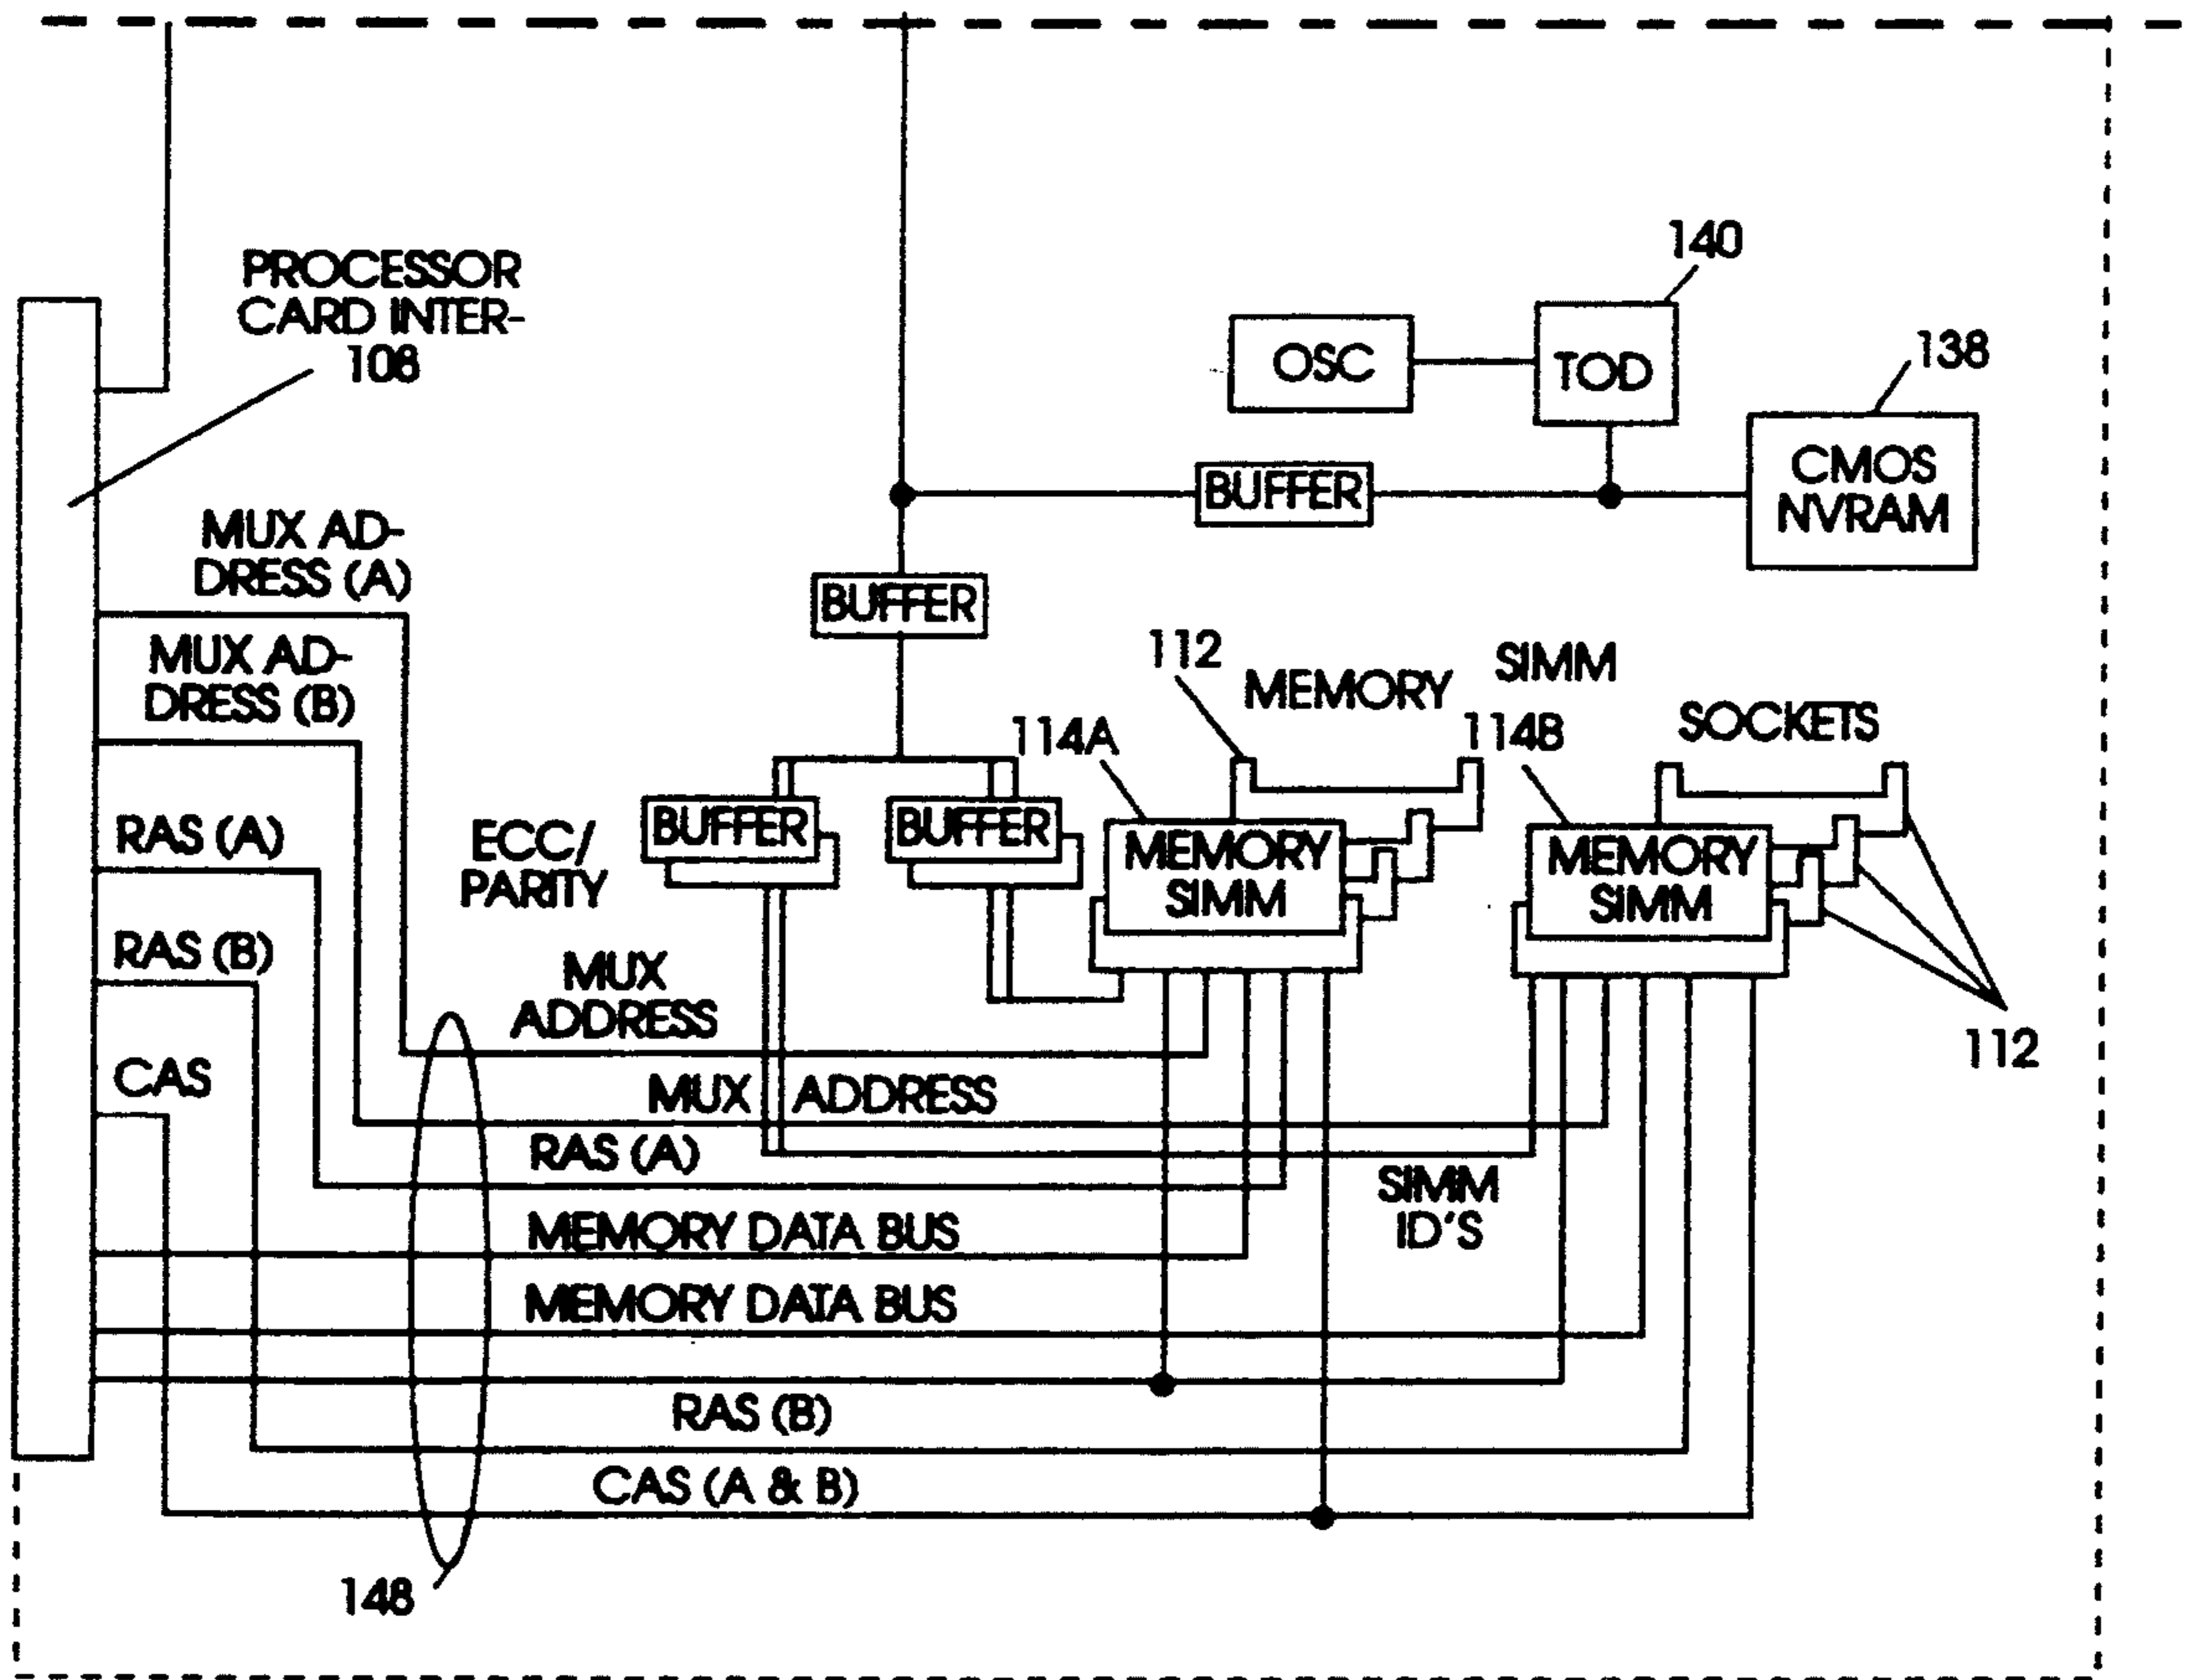 PROCESSOR
CARD INTER-
108
140
OSC
TOD
138
CMOS
NVRAM
BUFFER
MUX AD-
DRESS (A)
BUFFER
MUX AD-
DRESS (B)
112
MEMORY
SIMM
SOCKETS
114A
114B
RAS (A)
ECC/
PARITY
BUFFER
BUFFER
MEMORY
SIMM
MEMORY
SIMM
RAS (B)
MUX
ADDRESS
112
CAS
MUX ADDRESS
RAS (A)
SIMM
ID'S
MEMORY DATA BUS
MEMORY DATA BUS
RAS (B)
CAS (A & B)
148